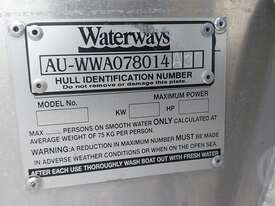 Waterways
AU-WWA078014
HULL IDENTIFICATION NUMBER
Do not remove this plate.
MAXIMUM POWER
MODEL No. KW HP
MAX PERSONS ON SMOOTH WATER ONLY CALCULATED AT
AVERAGE WEIGHT OF 75 KG PER PERSON.
WARNING: A REDUCTION IN MAXIMUM NUMBER MUST BE MADE
IN ADVERSE WEATHER CONDITIONS OR WHEN ON THE OPEN SEA.
AFTER EACH USE THOROUGHLY WASH BOAT OUT WITH FRESH WATER